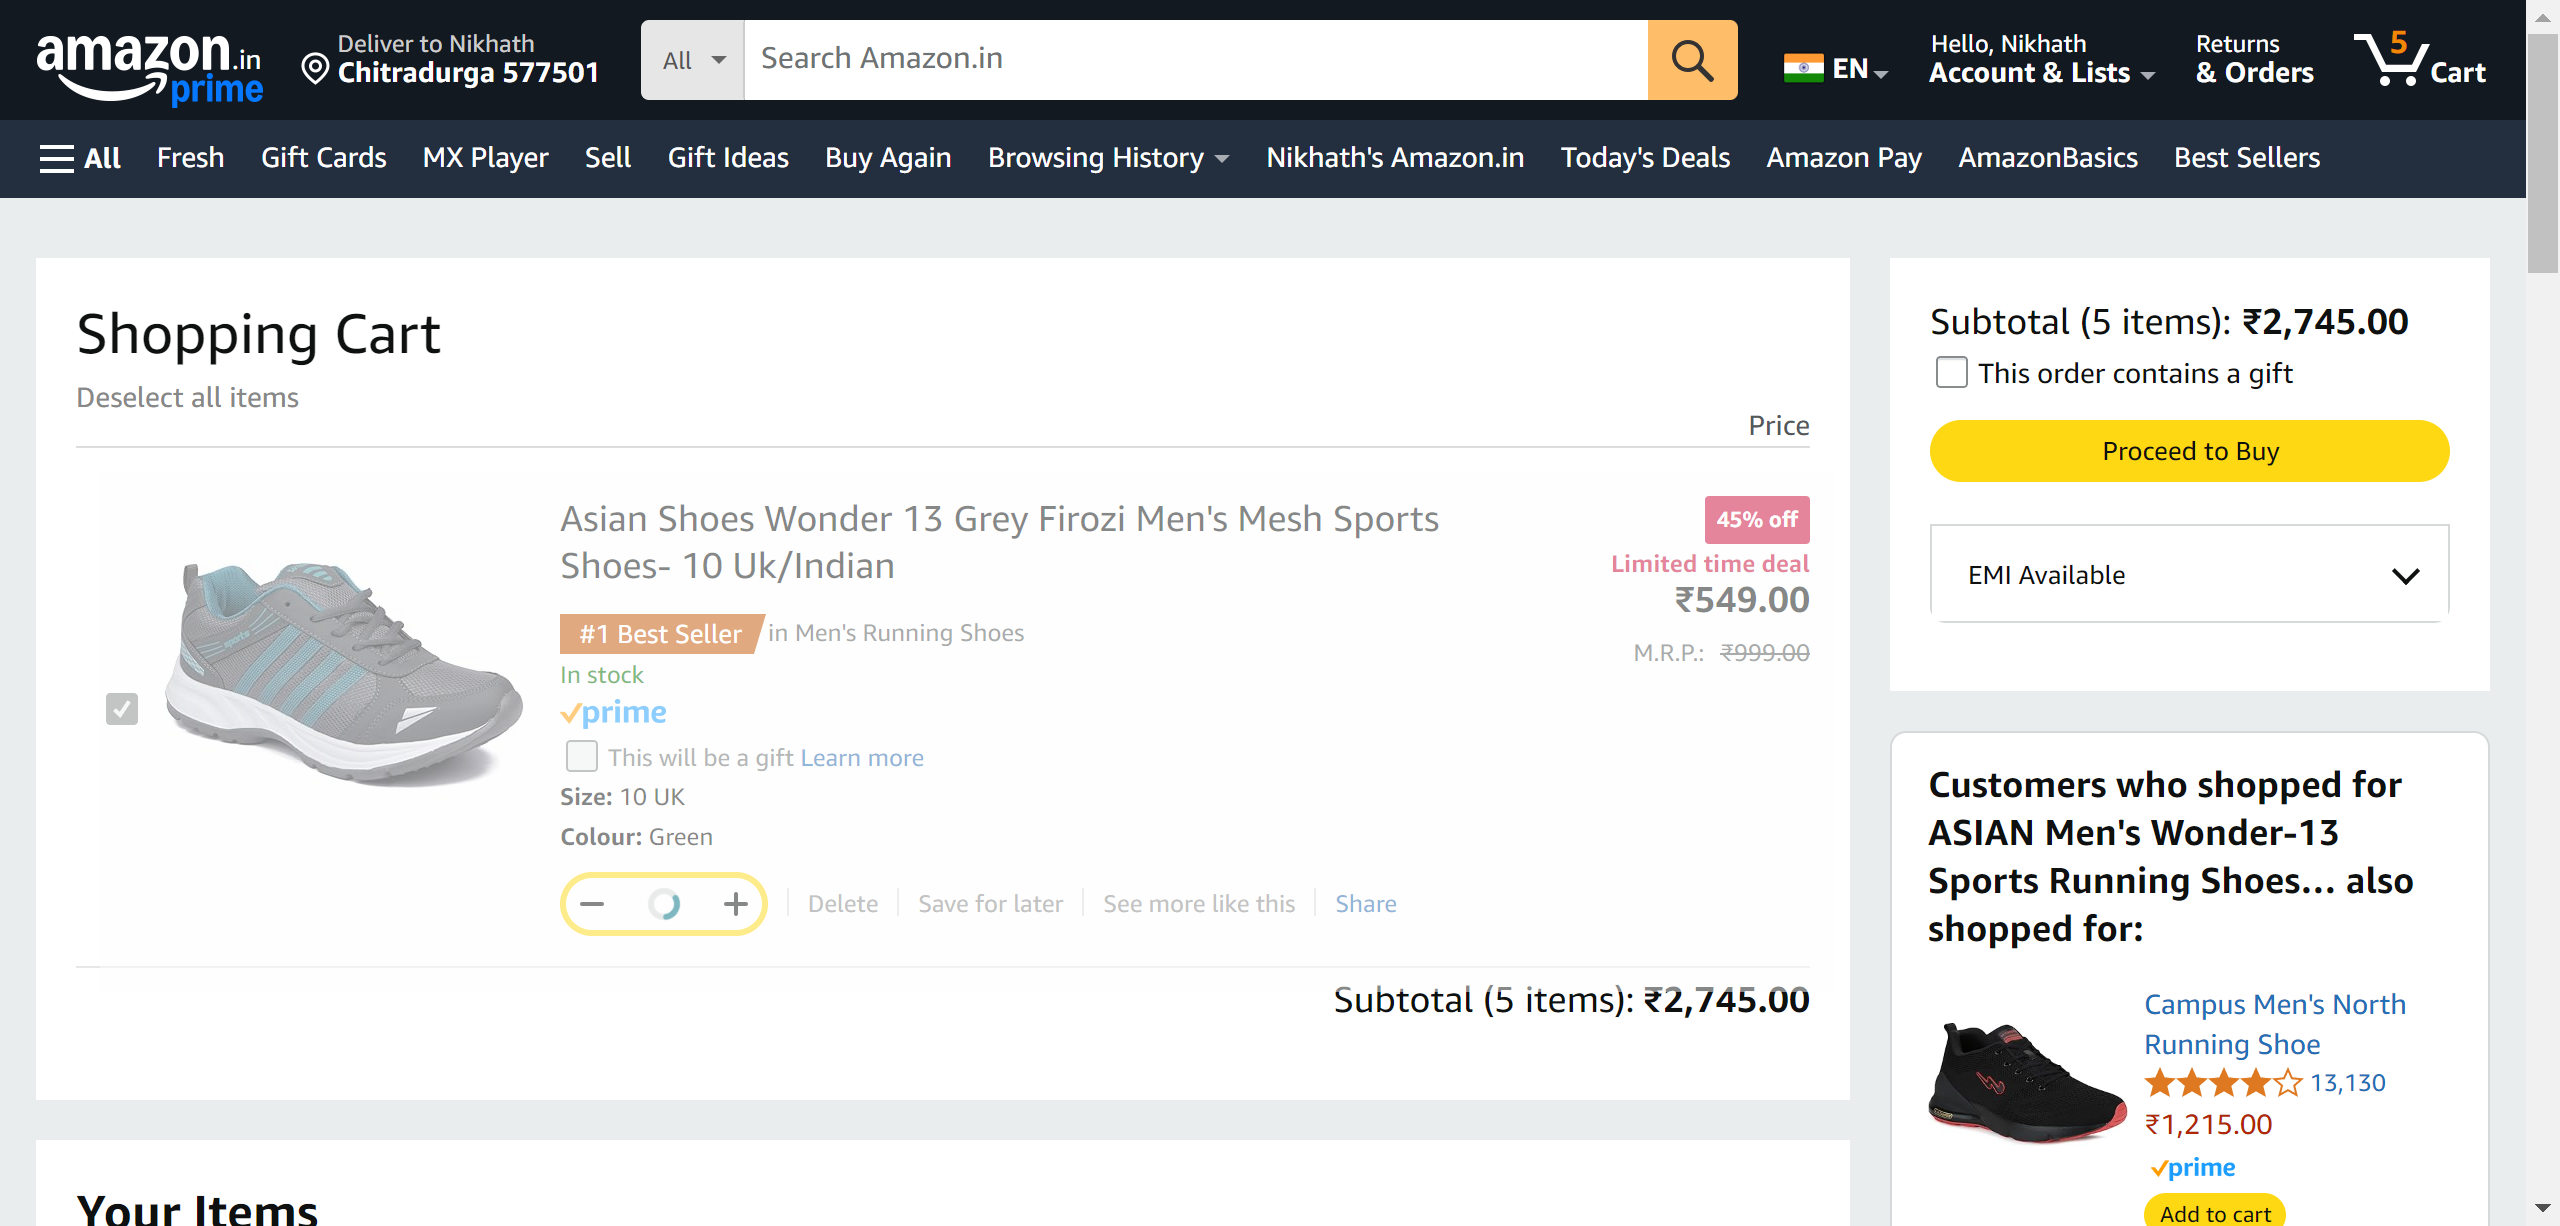 amazon.in
prime
Deliver to Nikhath
Chitradurga 577501
All
Search Amazon.in
EN
Hello, Nikhath
Account & Lists
Returns
& Orders
5
Cart
All
Fresh
Gift Cards
MX Player
Sell
Gift Ideas
Buy Again
Browsing History
Nikhath's Amazon.in
Today's Deals
Amazon Pay
AmazonBasics
Best Sellers
Shopping Cart
Deselect all items
Price
Asian Shoes Wonder 13 Grey Firozi Men's Mesh Sports
Shoes- 10 Uk/Indian
#1 Best Seller in Men's Running Shoes
In stock
prime
This will be a gift Learn more
Size: 10 UK
Colour: Green
Delete
Save for later
See more like this
Share
45% off
Limited time deal
₹549.00
M.R.P.: ₹999.00
Subtotal (5 items): ₹2,745.00
Your Items
Subtotal (5 items): ₹2,745.00
This order contains a gift
Proceed to Buy
EMI Available
Customers who shopped for
ASIAN Men's Wonder-13
Sports Running Shoes… also
shopped for:
Campus Men's North
Running Shoe
13,130
₹1,215.00
prime
Add to cart